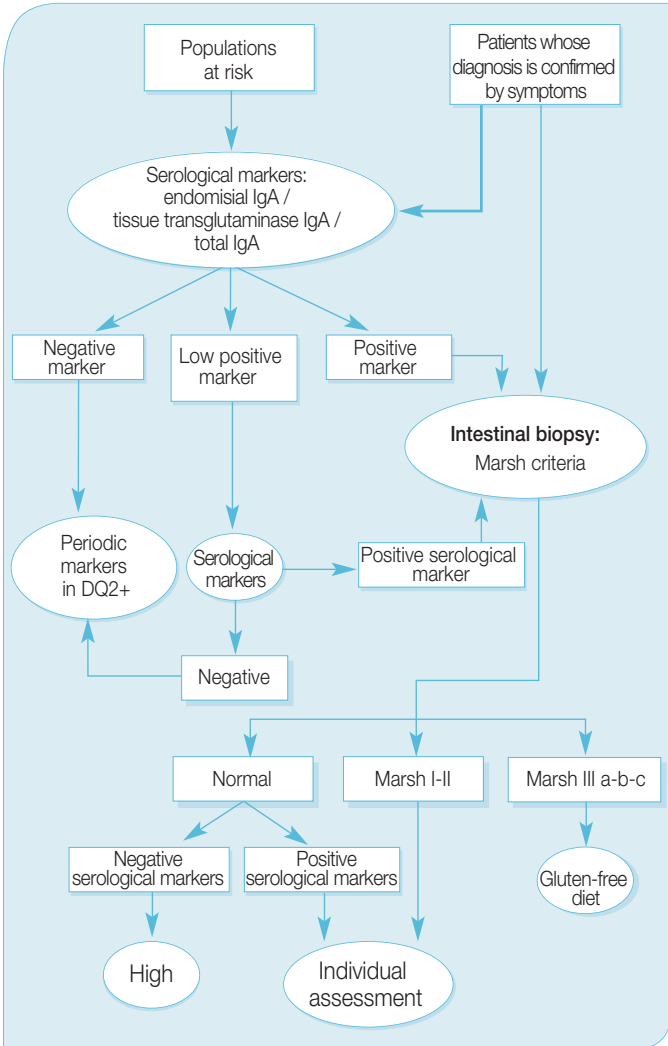 Populations
at risk
Patients whose
diagnosis is confirmed
by symptoms
Serological markers:
endomisial IgA /
tissue transglutaminase IgA /
total IgA
Negative
marker
Low positive
marker
Positive
marker
Intestinal biopsy:
Marsh criteria
Periodic
markers
in DQ2+
Serological
markers
Positive serological
marker
Negative
Normal
Marsh I-II
Marsh III a-b-c
Negative
serological markers
Positive
serological markers
Gluten-free
diet
High
Individual
assessment